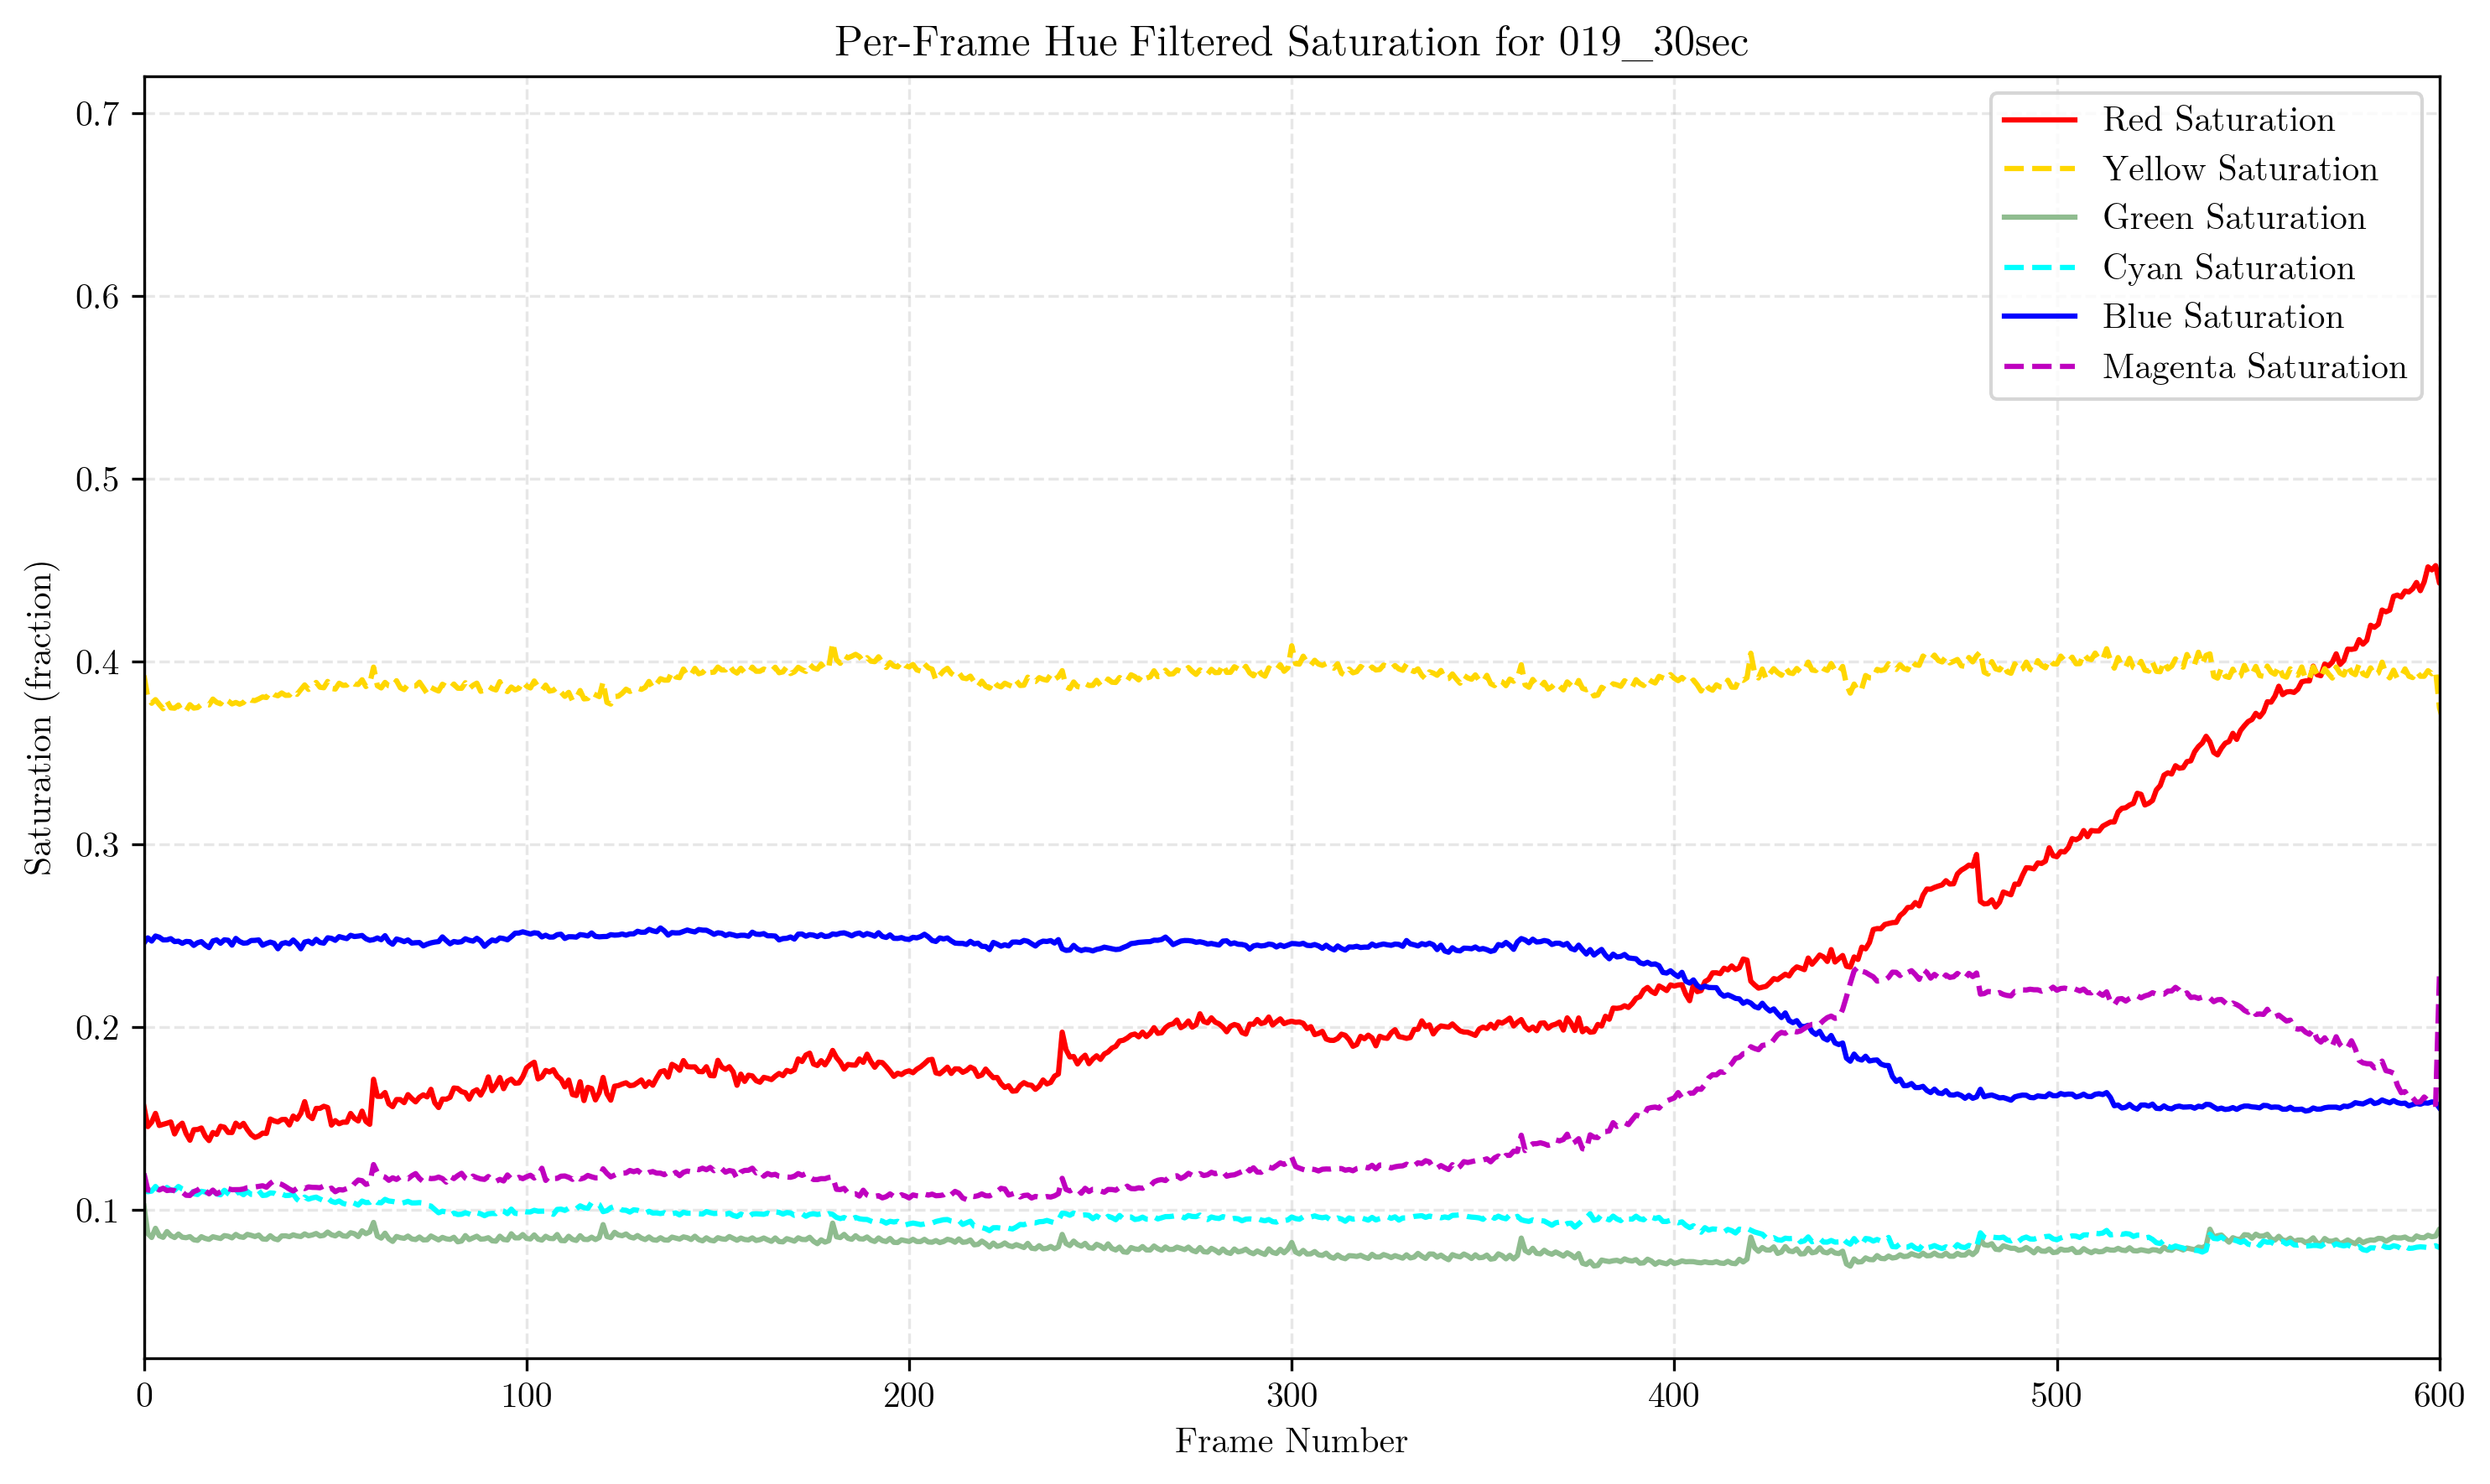 Per-Frame Hue Filtered Saturation for 019_30sec
Red Saturation
Yellow Saturation
Green Saturation
Cyan Saturation
Blue Saturation
Magenta Saturation
Saturation (fraction)
0.7
0.6
0.5
0.4
0.3
0.2
0.1
0 100 200 300 400 500 600
Frame Number